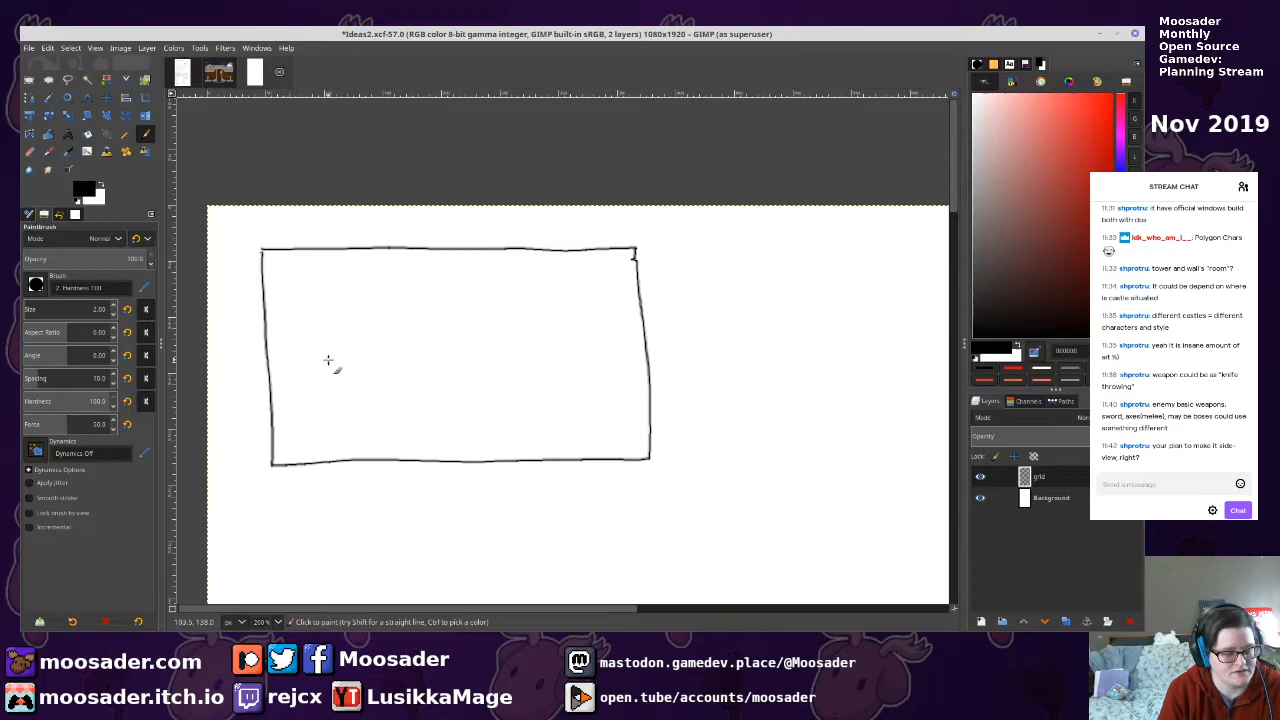 *Ideas2.xcf-57.0 (RGB color 8-bit gamma integer, GIMP built-in sRGB, 2 layers) 1080x1920 – GIMP (as superuser)
File Edit Select View Image Layer Colors Tools Filters Windows Help
Paintbrush
Mode Normal
Opacity 100.0
Brush
2. Hardness 100
Size 2.00
Aspect Ratio 0.00
Angle 0.00
Spacing 10.0
Hardness 100.0
Force 50.0
Dynamics
Dynamics Off
Dynamics Options
Apply Jitter
Smooth stroke
Lock brush to view
Incremental
103.5, 138.0 px 200 % Click to paint (try Shift for a straight line, Ctrl to pick a color)
R
G
B
L
000000
Layers Channels Paths
Mode
Opacity
Lock:
grid
Background
Moosader
Monthly
Open Source
Gamedev:
Planning Stream
Nov 2019
STREAM CHAT
11:31 shprotru: it have official windows build
both with dos
11:33 idk_who_am_i__: Polygon Chars
11:33 shprotru: tower and wall's "room"?
11:34 shprotru: It could be depend on where
is castle situated
11:35 shprotru: different castles = different
characters and style
11:35 shprotru: yeah It is insane amount of
art %)
11:38 shprotru: weapon could be as "knife
throwing"
11:40 shprotru: enemy basic weapons:
sword, axes(melee), may be boses could use
something different
11:42 shprotru: your plan to make it side-
view, right?
Send a message
Chat
moosader.com
Moosader
mastodon.gamedev.place/@Moosader
moosader.itch.io
rejcx
YT
LusikkaMage
open.tube/accounts/moosader